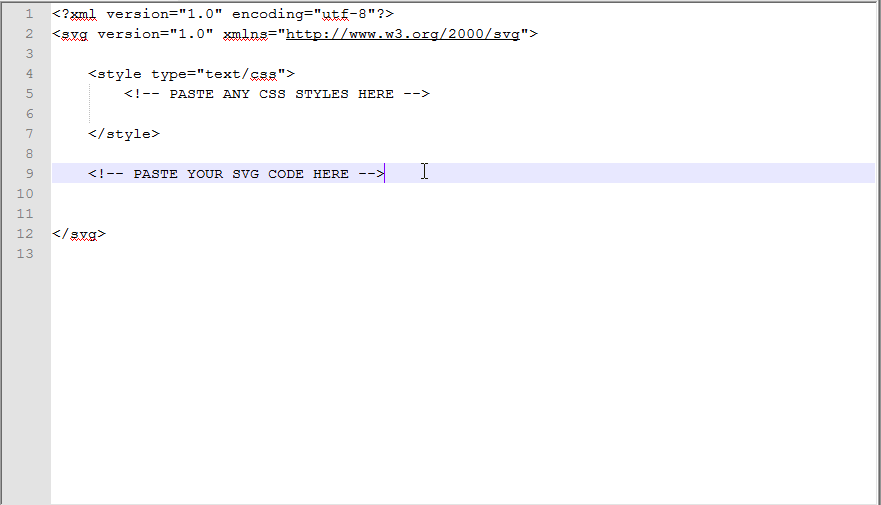 1 <?xml version="1.0" encoding="utf-8"?>
2 <svg version="1.0" xmlns="http://www.w3.org/2000/svg">
3
4     <style type="text/css">
5         <!-- PASTE ANY CSS STYLES HERE -->
6
7     </style>
8
9     <!-- PASTE YOUR SVG CODE HERE -->
10
11
12 </svg>
13